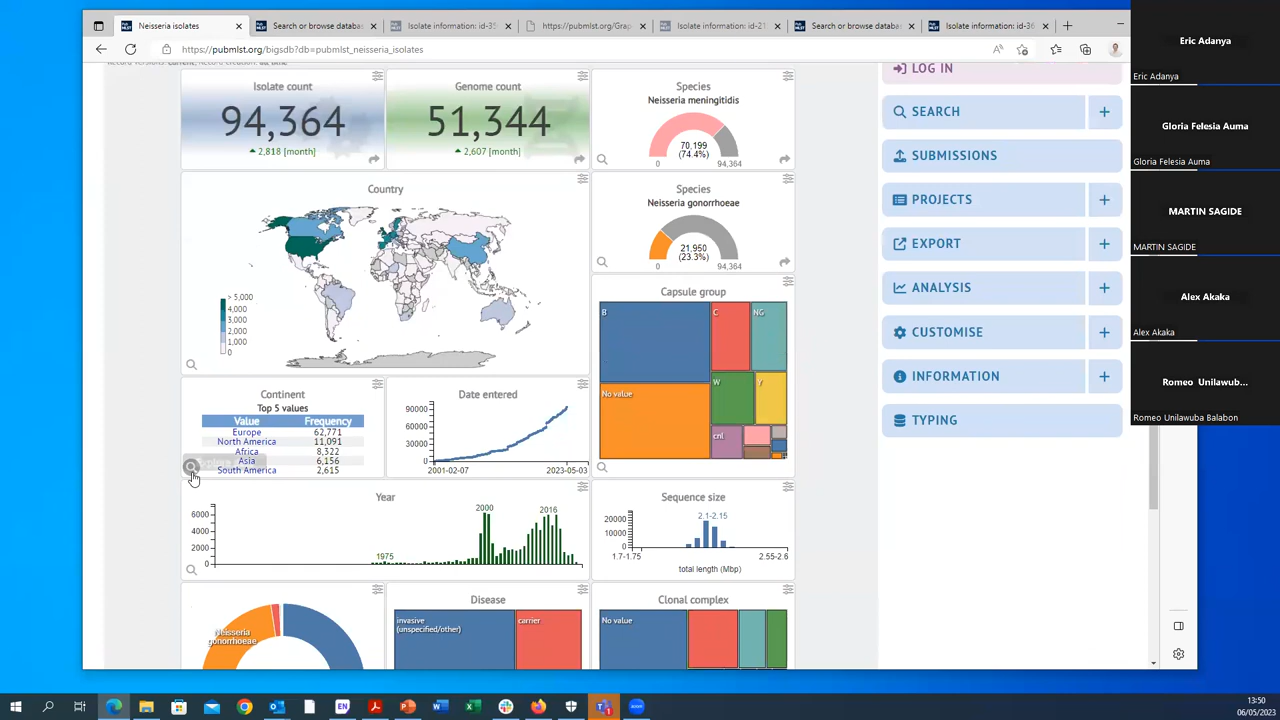 Neisseria isolates
Search or browse databas
Isolate information: id-35
https://pubmlst.org/Grap
Isolate information: id-21
Search or browse databas
Isolate information: id-36
https://pubmlst.org/bigsdb?db=pubmlst_neisseria_isolates
Isolate count
94,364
2,818 [month]
Genome count
51,344
2,607 [month]
Species
Neisseria meningitidis
70,199
(74.4%)
0
94,364
Country
> 5,000
4,000
3,000
2,000
1,000
0
Species
Neisseria gonorrhoeae
21,950
(23.3%)
0
94,364
Capsule group
B
C
NG
No value
W
Y
cnl
Continent
Top 5 values
Value Frequency
Europe 62,771
North America 11,091
Africa 8,322
Asia 6,156
South America 2,615
Date entered
90000
60000
30000
0
2001-02-07
2023-05-03
Year
6000
4000
2000
0
1975
2000
2016
Sequence size
20000
10000
0
2.1-2.15
1.7-1.75
2.55-2.6
total length (Mbp)
Neisseria
gonorrhoeae
Disease
invasive
(unspecified/other)
carrier
Clonal complex
No value
LOG IN
SEARCH
SUBMISSIONS
PROJECTS
EXPORT
ANALYSIS
CUSTOMISE
INFORMATION
TYPING
Eric Adanya
Eric Adanya
Gloria Felesia Auma
Gloria Felesia Auma
MARTIN SAGIDE
MARTIN SAGIDE
Alex Akaka
Alex Akaka
Romeo Unilawub...
Romeo Unilawuba Balabon
EN
zoom
13:50
06/05/2023